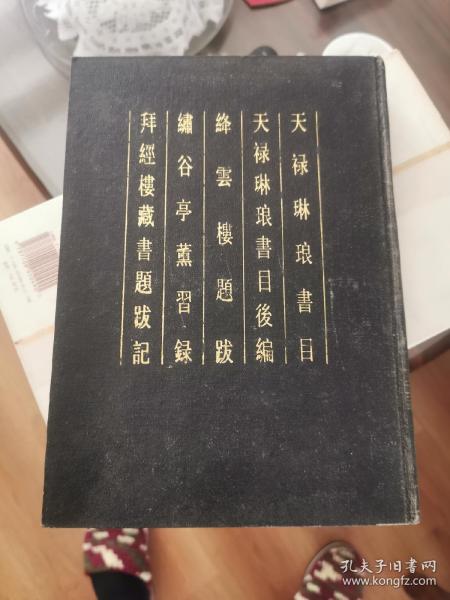 天禄琳琅書目
天禄琳琅書目後編
絳雲樓題跋
繡谷亭薰習録
拜經樓藏書題跋記
孔夫子旧书网
www.kongfz.com